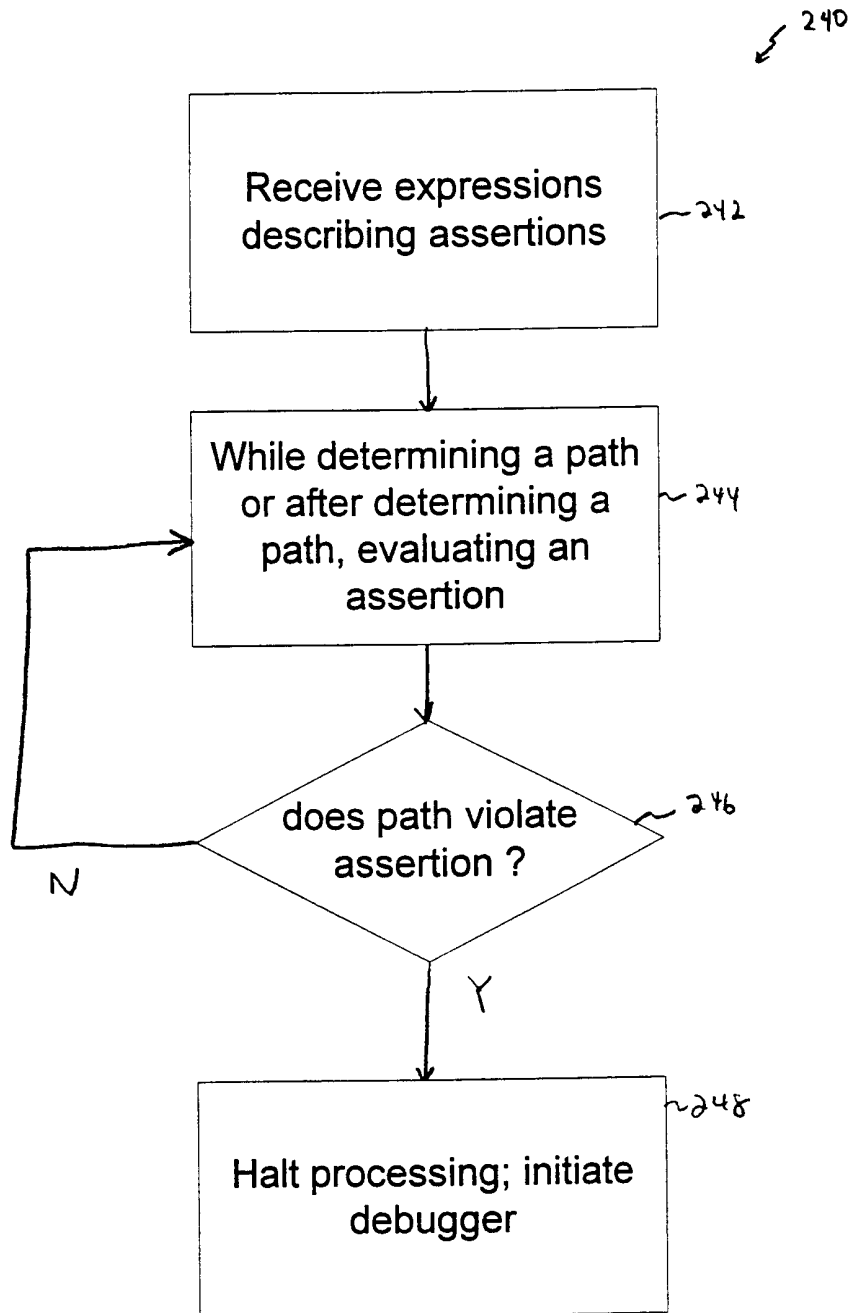 240
Receive expressions
describing assertions
242
While determining a path
or after determining a
path, evaluating an
assertion
244
does path violate
assertion ?
246
N
Y
248
Halt processing; initiate
debugger